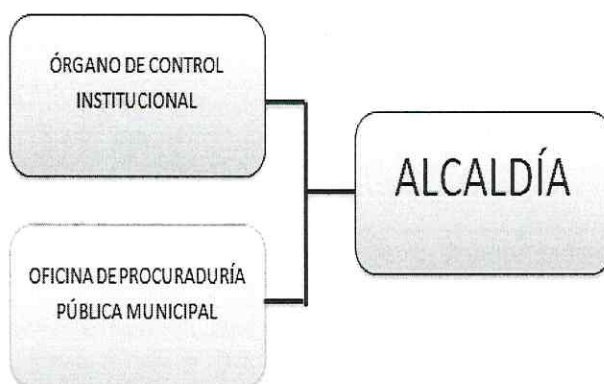 ÓRGANO DE CONTROL
INSTITUCIONAL
ALCALDÍA
OFICINA DE PROCURADURÍA
PÚBLICA MUNICIPAL